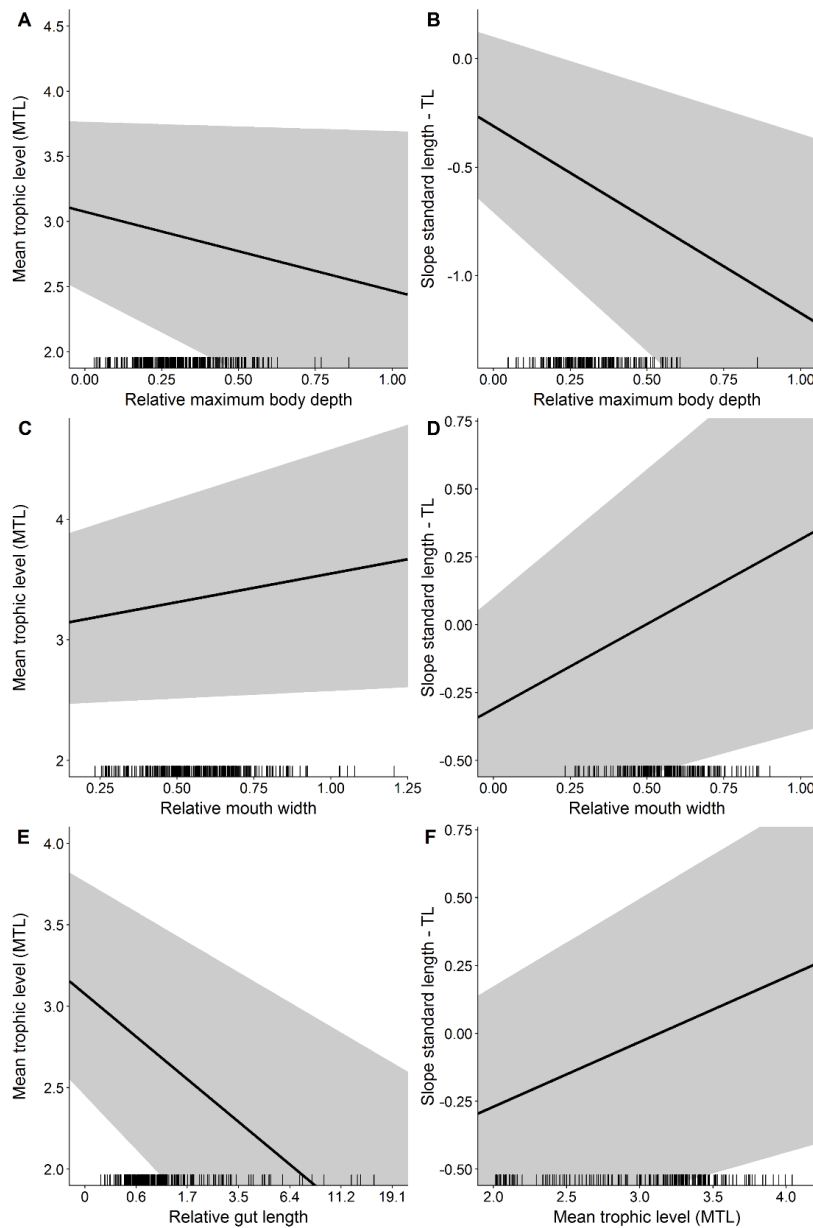 A
Mean trophic level (MTL)
4.5
4.0
3.5
3.0
2.5
2.0
0.00 0.25 0.50 0.75 1.00
Relative maximum body depth
B
Slope standard length - TL
0.0
-0.5
-1.0
0.00 0.25 0.50 0.75 1.00
Relative maximum body depth
C
Mean trophic level (MTL)
4
3
2
0.25 0.50 0.75 1.00 1.25
Relative mouth width
D
Slope standard length - TL
0.75
0.50
0.25
0.00
-0.25
-0.50
0.00 0.25 0.50 0.75 1.00
Relative mouth width
E
Mean trophic level (MTL)
4.0
3.5
3.0
2.5
2.0
0 0.6 1.7 3.5 6.4 11.2 19.1
Relative gut length
F
Slope standard length - TL
0.75
0.50
0.25
0.00
-0.25
-0.50
2.0 2.5 3.0 3.5 4.0
Mean trophic level (MTL)